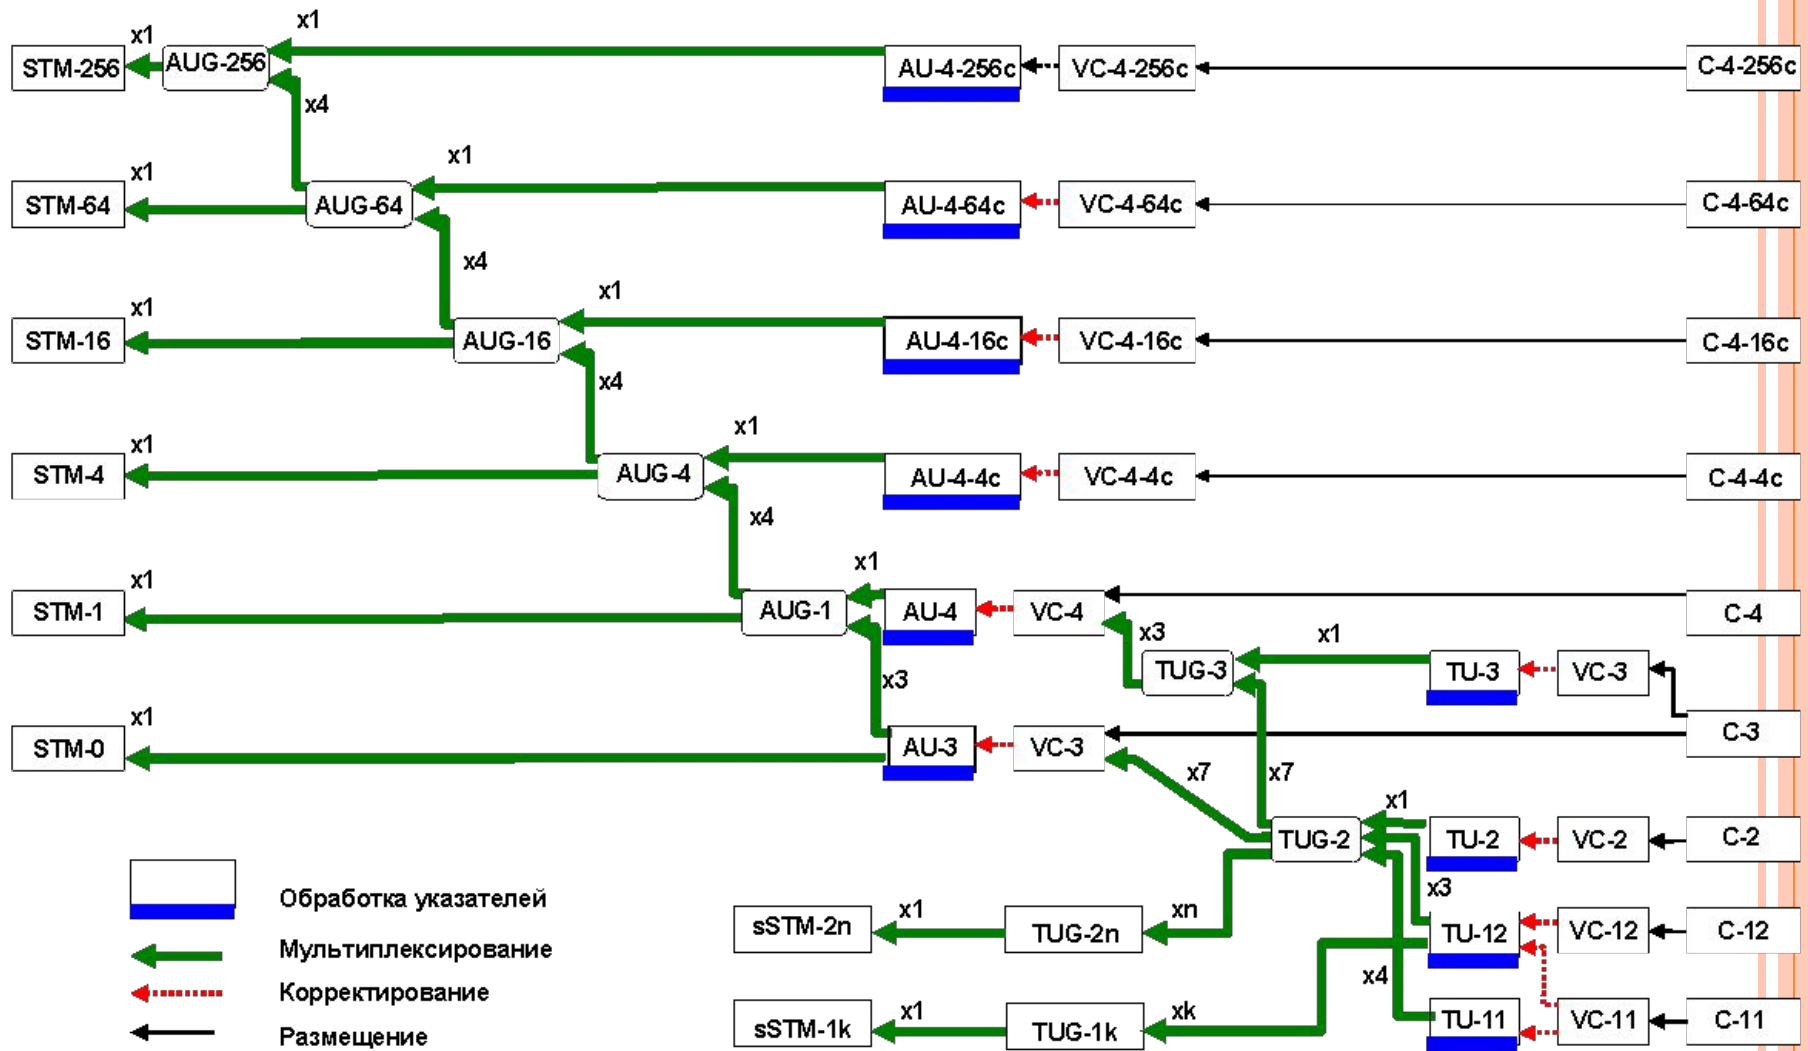 x1
x1
STM-256
AUG-256
AU-4-256c
VC-4-256c
C-4-256c
x4
x1
x1
STM-64
AUG-64
AU-4-64c
VC-4-64c
C-4-64c
x4
x1
x1
STM-16
AUG-16
AU-4-16c
VC-4-16c
C-4-16c
x4
x1
x1
STM-4
AUG-4
AU-4-4c
VC-4-4c
C-4-4c
x4
x1
x1
STM-1
AUG-1
AU-4
VC-4
C-4
x3
x1
TUG-3
TU-3
VC-3
x3
x1
STM-0
AU-3
VC-3
C-3
x7
x7
x1
TUG-2
TU-2
VC-2
C-2
x3
Обработка указателей
x1
xn
sSTM-2n
TUG-2n
TU-12
VC-12
C-12
Мультиплексирование
x4
Корректирование
x1
xk
sSTM-1k
TUG-1k
TU-11
VC-11
C-11
Размещение